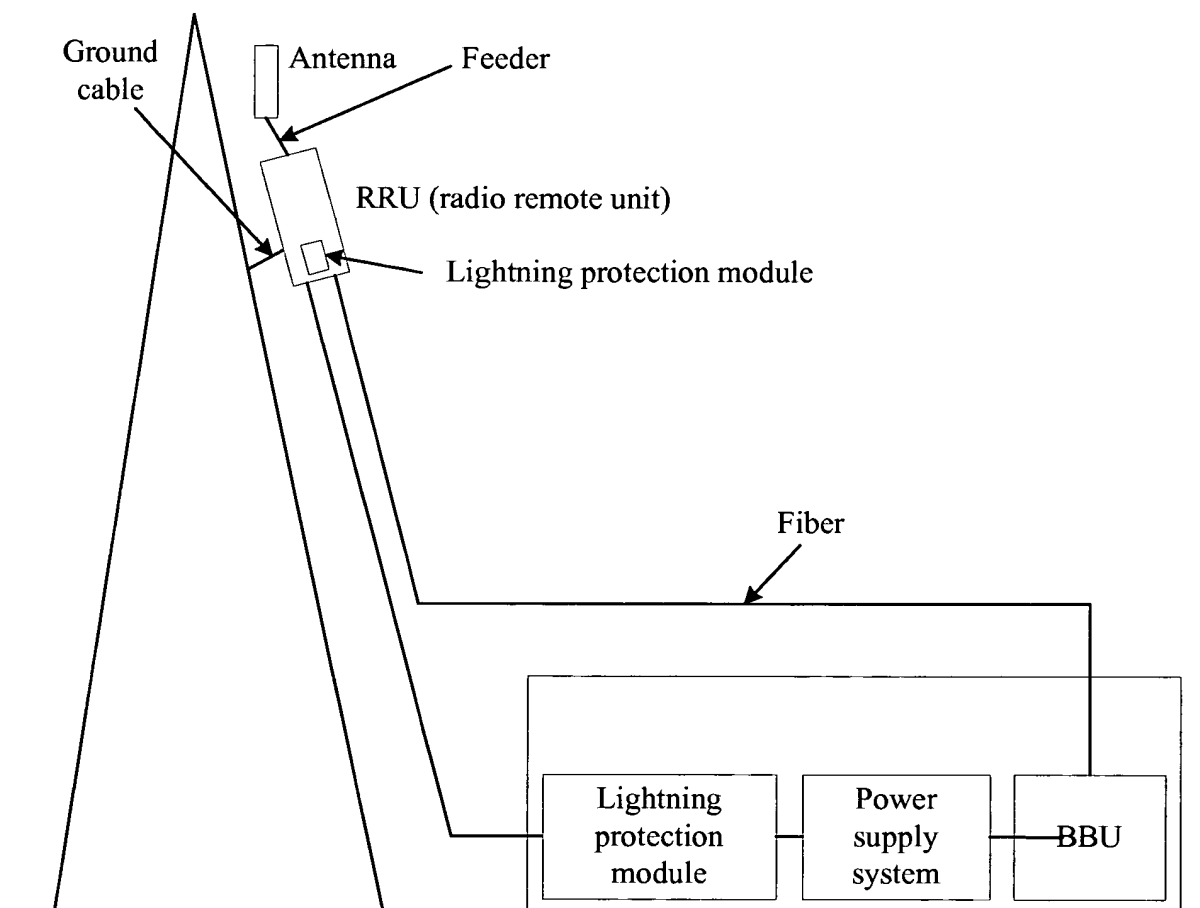 Ground
cable
Antenna
Feeder
RRU (radio remote unit)
Lightning protection module
Fiber
Lightning
protection
module
Power
supply
system
BBU